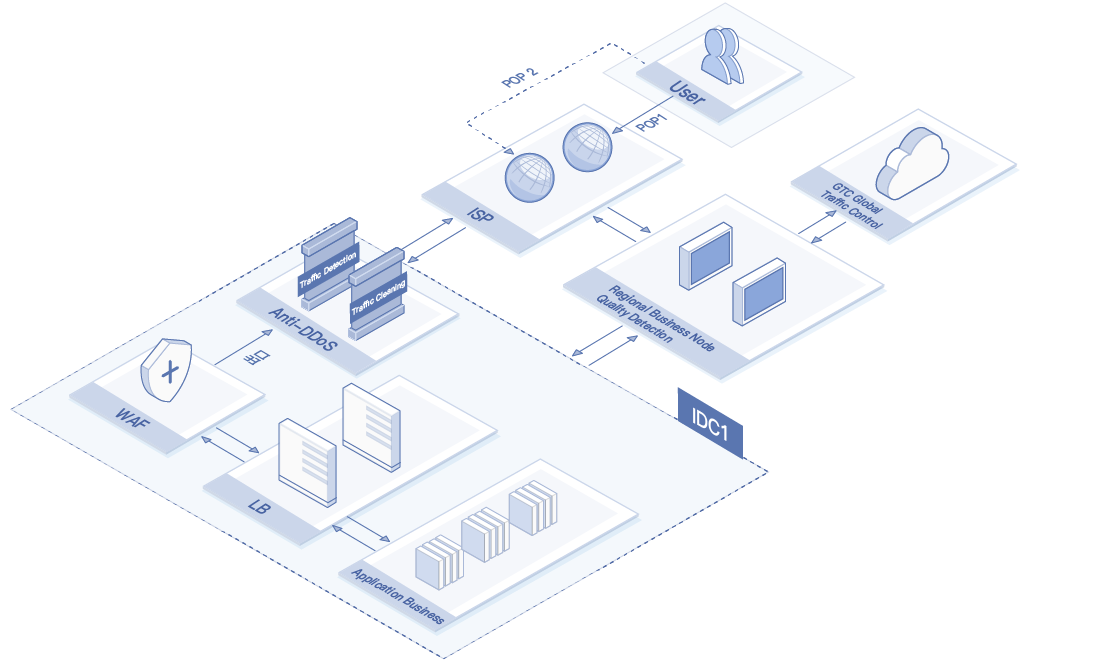 User
POP 2
POP1
ISP
GTC Global
Traffic Control
Traffic Detection
Traffic Cleaning
Anti-DDoS
Regional Business Node
Quality Detection
WAF
IDC1
LB
Application Business